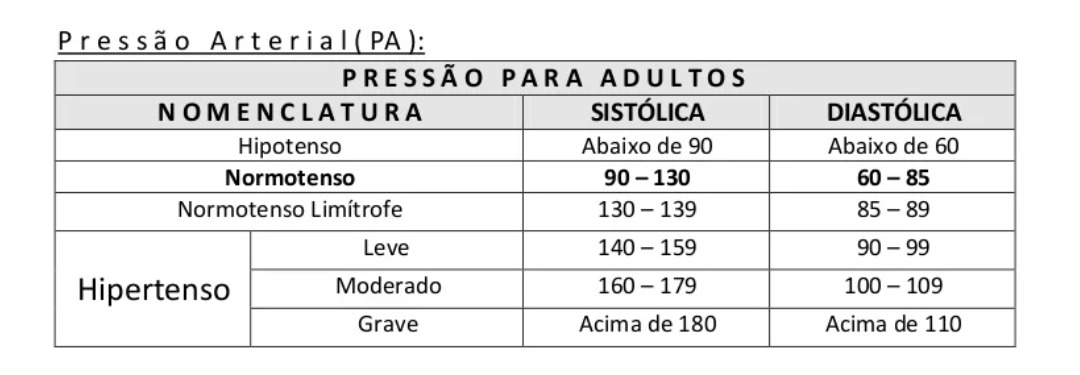 Pressão Arterial( PA ):
PRESSÃO PARA ADULTOS
NOMENCLATURA SISTÓLICA DIASTÓLICA
Hipotenso Abaixo de 90 Abaixo de 60
Normotenso 90 – 130 60 – 85
Normotenso Limítrofe 130 – 139 85 – 89
Hipertenso
Leve 140 – 159 90 – 99
Moderado 160 – 179 100 – 109
Grave Acima de 180 Acima de 110